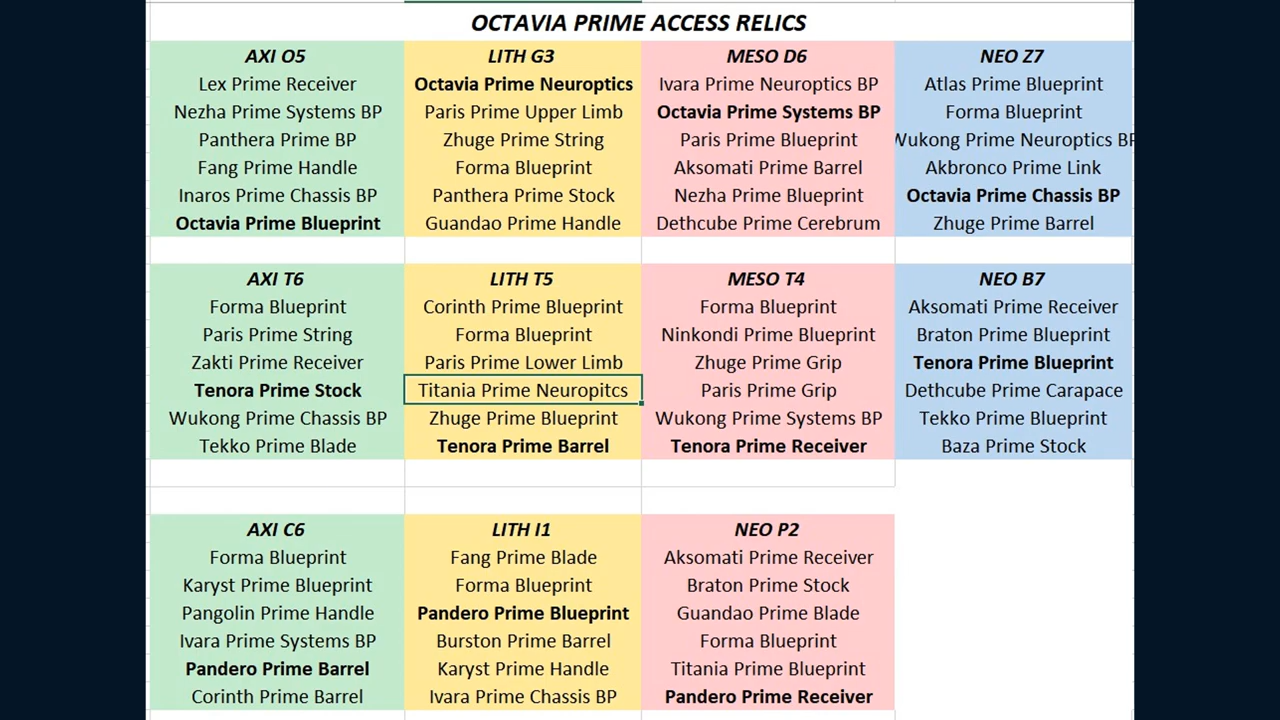 OCTAVIA PRIME ACCESS RELICS
AXI O5
Lex Prime Receiver
Nezha Prime Systems BP
Panthera Prime BP
Fang Prime Handle
Inaros Prime Chassis BP
Octavia Prime Blueprint
LITH G3
Octavia Prime Neuroptics
Paris Prime Upper Limb
Zhuge Prime String
Forma Blueprint
Panthera Prime Stock
Guandao Prime Handle
MESO D6
Ivara Prime Neuroptics BP
Octavia Prime Systems BP
Paris Prime Blueprint
Aksomati Prime Barrel
Nezha Prime Blueprint
Dethcube Prime Cerebrum
NEO Z7
Atlas Prime Blueprint
Forma Blueprint
Wukong Prime Neuroptics BP
Akbronco Prime Link
Octavia Prime Chassis BP
Zhuge Prime Barrel
AXI T6
Forma Blueprint
Paris Prime String
Zakti Prime Receiver
Tenora Prime Stock
Wukong Prime Chassis BP
Tekko Prime Blade
LITH T5
Corinth Prime Blueprint
Forma Blueprint
Paris Prime Lower Limb
Titania Prime Neuropitcs
Zhuge Prime Blueprint
Tenora Prime Barrel
MESO T4
Forma Blueprint
Ninkondi Prime Blueprint
Zhuge Prime Grip
Paris Prime Grip
Wukong Prime Systems BP
Tenora Prime Receiver
NEO B7
Aksomati Prime Receiver
Braton Prime Blueprint
Tenora Prime Blueprint
Dethcube Prime Carapace
Tekko Prime Blueprint
Baza Prime Stock
AXI C6
Forma Blueprint
Karyst Prime Blueprint
Pangolin Prime Handle
Ivara Prime Systems BP
Pandero Prime Barrel
Corinth Prime Barrel
LITH I1
Fang Prime Blade
Forma Blueprint
Pandero Prime Blueprint
Burston Prime Barrel
Karyst Prime Handle
Ivara Prime Chassis BP
NEO P2
Aksomati Prime Receiver
Braton Prime Stock
Guandao Prime Blade
Forma Blueprint
Titania Prime Blueprint
Pandero Prime Receiver